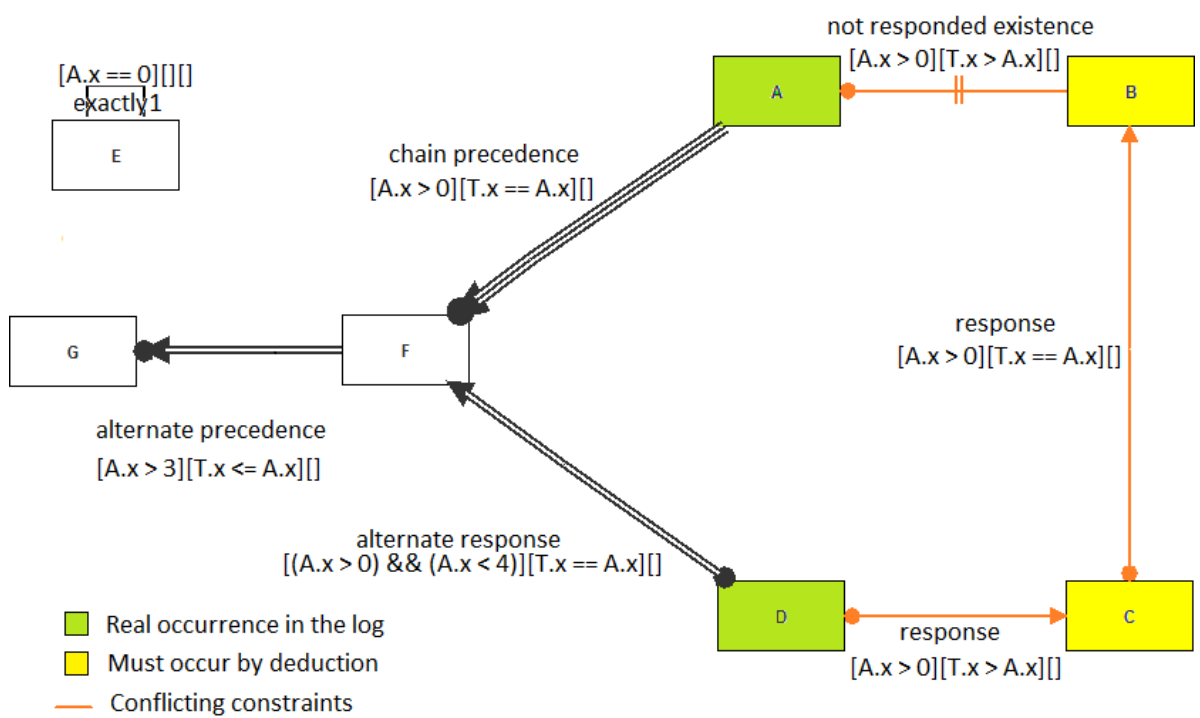 not responded existence
[A.x > 0][T.x > A.x][]
[A.x == 0][][]
exactly1
A
B
E
chain precedence
[A.x > 0][T.x == A.x][]
response
[A.x > 0][T.x == A.x][]
G
F
alternate precedence
[A.x > 3][T.x <= A.x][]
alternate response
[(A.x > 0) && (A.x < 4)][T.x == A.x][]
D
C
response
[A.x > 0][T.x > A.x][]
Real occurrence in the log
Must occur by deduction
Conflicting constraints